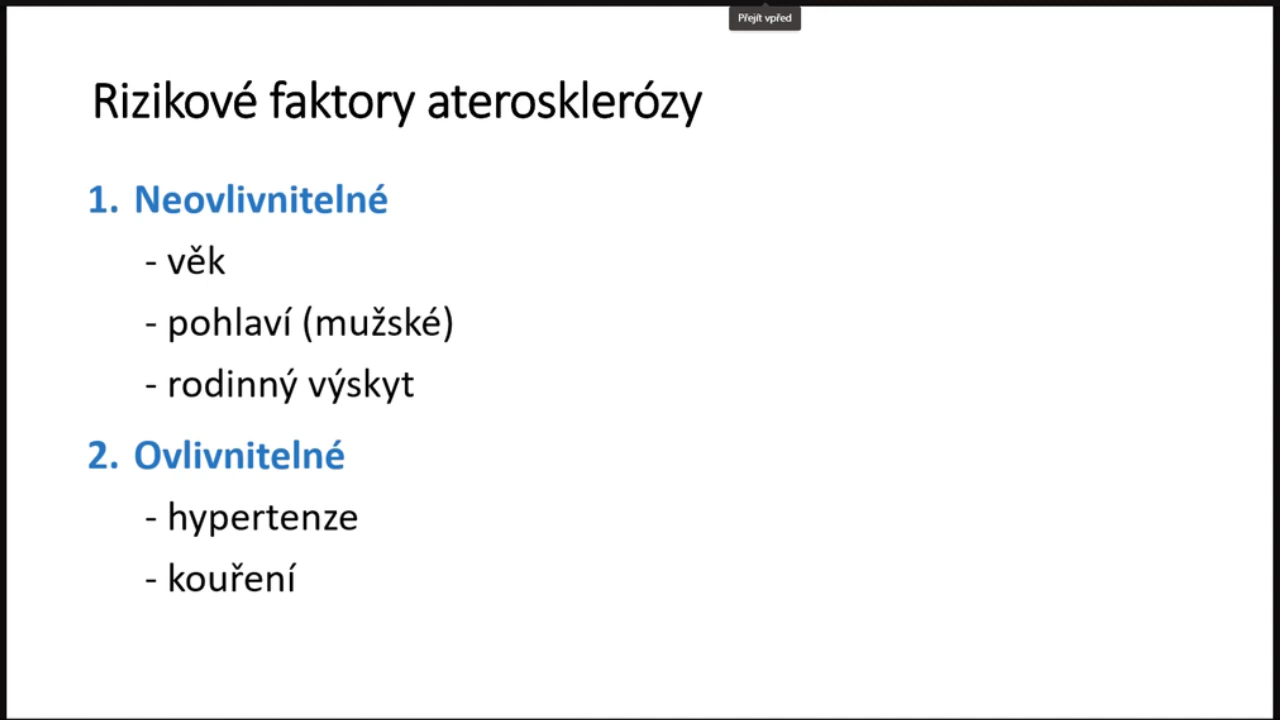 Přejít vpřed
Rizikové faktory aterosklerózy
1. Neovlivnitelné
- věk
- pohlaví (mužské)
- rodinný výskyt
2. Ovlivnitelné
- hypertenze
- kouření